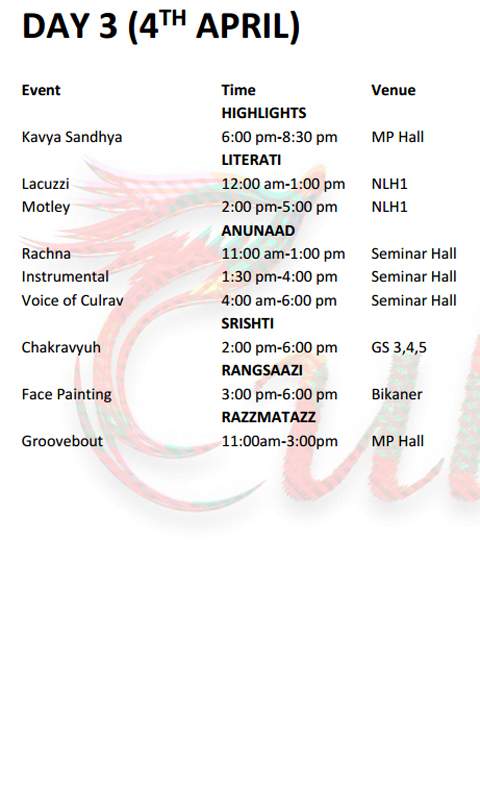 DAY 3 (4TH APRIL)
Event Time Venue
HIGHLIGHTS
Kavya Sandhya 6:00 pm-8:30 pm MP Hall
LITERATI
Lacuzzi 12:00 am-1:00 pm NLH1
Motley 2:00 pm-5:00 pm NLH1
ANUNAAD
Rachna 11:00 am-1:00 pm Seminar Hall
Instrumental 1:30 pm-4:00 pm Seminar Hall
Voice of Culrav 4:00 am-6:00 pm Seminar Hall
SRISHTI
Chakravyuh 2:00 pm-6:00 pm GS 3,4,5
RANGSAAZI
Face Painting 3:00 pm-6:00 pm Bikaner
RAZZMATAZZ
Groovebout 11:00am-3:00pm MP Hall